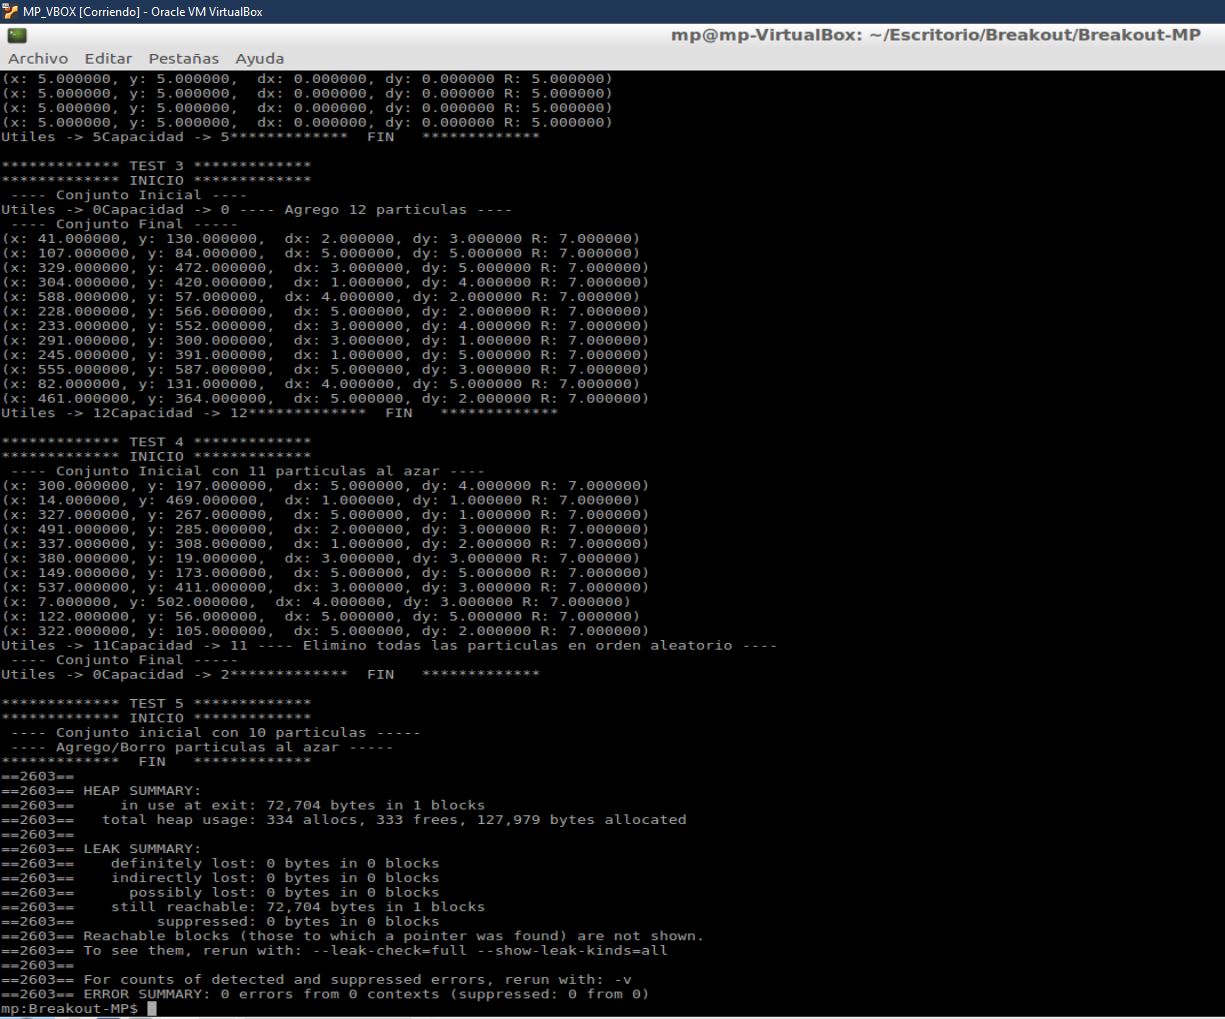 MP_VBOX [Corriendo] - Oracle VM VirtualBox
mp@mp-VirtualBox: ~/Escritorio/Breakout/Breakout-MP
Archivo Editar Pestañas Ayuda
(x: 5.000000, y: 5.000000,  dx: 0.000000, dy: 0.000000 R: 5.000000)
(x: 5.000000, y: 5.000000,  dx: 0.000000, dy: 0.000000 R: 5.000000)
(x: 5.000000, y: 5.000000,  dx: 0.000000, dy: 0.000000 R: 5.000000)
(x: 5.000000, y: 5.000000,  dx: 0.000000, dy: 0.000000 R: 5.000000)
Utiles -> 5Capacidad -> 5*************  FIN   *************
************* TEST 3 *************
************* INICIO *************
 ---- Conjunto Inicial ----
Utiles -> 0Capacidad -> 0 ---- Agrego 12 particulas ----
 ---- Conjunto Final -----
(x: 41.000000, y: 130.000000,  dx: 2.000000, dy: 3.000000 R: 7.000000)
(x: 107.000000, y: 84.000000,  dx: 5.000000, dy: 5.000000 R: 7.000000)
(x: 329.000000, y: 472.000000,  dx: 3.000000, dy: 5.000000 R: 7.000000)
(x: 304.000000, y: 420.000000,  dx: 1.000000, dy: 4.000000 R: 7.000000)
(x: 588.000000, y: 57.000000,  dx: 4.000000, dy: 2.000000 R: 7.000000)
(x: 228.000000, y: 566.000000,  dx: 5.000000, dy: 2.000000 R: 7.000000)
(x: 233.000000, y: 552.000000,  dx: 3.000000, dy: 4.000000 R: 7.000000)
(x: 291.000000, y: 300.000000,  dx: 3.000000, dy: 1.000000 R: 7.000000)
(x: 245.000000, y: 391.000000,  dx: 1.000000, dy: 5.000000 R: 7.000000)
(x: 555.000000, y: 587.000000,  dx: 5.000000, dy: 3.000000 R: 7.000000)
(x: 82.000000, y: 131.000000,  dx: 4.000000, dy: 5.000000 R: 7.000000)
(x: 461.000000, y: 364.000000,  dx: 5.000000, dy: 2.000000 R: 7.000000)
Utiles -> 12Capacidad -> 12*************  FIN   *************
************* TEST 4 *************
************* INICIO *************
 ---- Conjunto Inicial con 11 particulas al azar ----
(x: 300.000000, y: 197.000000,  dx: 5.000000, dy: 4.000000 R: 7.000000)
(x: 14.000000, y: 469.000000,  dx: 1.000000, dy: 1.000000 R: 7.000000)
(x: 327.000000, y: 267.000000,  dx: 5.000000, dy: 1.000000 R: 7.000000)
(x: 491.000000, y: 285.000000,  dx: 2.000000, dy: 3.000000 R: 7.000000)
(x: 337.000000, y: 308.000000,  dx: 1.000000, dy: 2.000000 R: 7.000000)
(x: 380.000000, y: 19.000000,  dx: 3.000000, dy: 3.000000 R: 7.000000)
(x: 149.000000, y: 173.000000,  dx: 5.000000, dy: 5.000000 R: 7.000000)
(x: 537.000000, y: 411.000000,  dx: 3.000000, dy: 3.000000 R: 7.000000)
(x: 7.000000, y: 502.000000,  dx: 4.000000, dy: 3.000000 R: 7.000000)
(x: 122.000000, y: 56.000000,  dx: 5.000000, dy: 5.000000 R: 7.000000)
(x: 322.000000, y: 105.000000,  dx: 5.000000, dy: 2.000000 R: 7.000000)
Utiles -> 11Capacidad -> 11 ---- Elimino todas las particulas en orden aleatorio ----
 ---- Conjunto Final -----
Utiles -> 0Capacidad -> 2*************  FIN   *************
************* TEST 5 *************
************* INICIO *************
 ---- Conjunto inicial con 10 particulas -----
 ---- Agrego/Borro particulas al azar -----
*************  FIN   *************
==2603==
==2603== HEAP SUMMARY:
==2603==     in use at exit: 72,704 bytes in 1 blocks
==2603==   total heap usage: 334 allocs, 333 frees, 127,979 bytes allocated
==2603==
==2603== LEAK SUMMARY:
==2603==    definitely lost: 0 bytes in 0 blocks
==2603==    indirectly lost: 0 bytes in 0 blocks
==2603==      possibly lost: 0 bytes in 0 blocks
==2603==    still reachable: 72,704 bytes in 1 blocks
==2603==         suppressed: 0 bytes in 0 blocks
==2603== Reachable blocks (those to which a pointer was found) are not shown.
==2603== To see them, rerun with: --leak-check=full --show-leak-kinds=all
==2603==
==2603== For counts of detected and suppressed errors, rerun with: -v
==2603== ERROR SUMMARY: 0 errors from 0 contexts (suppressed: 0 from 0)
mp:Breakout-MP$